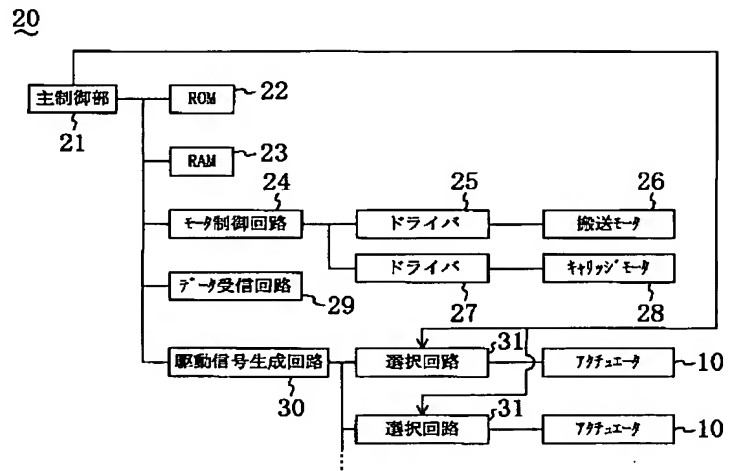 20
主制御部
21
ROM
22
RAM
23
24
25
26
ﾓｰﾀ制御回路
ドライバ
搬送ﾓｰﾀ
ドライバ
ｷｬﾘｯｼﾞﾓｰﾀ
27
28
ﾃﾞｰﾀ受信回路
29
31
駆動信号生成回路
30
選択回路
ｱｸﾁｭｴｰﾀ
10
31
選択回路
ｱｸﾁｭｴｰﾀ
10